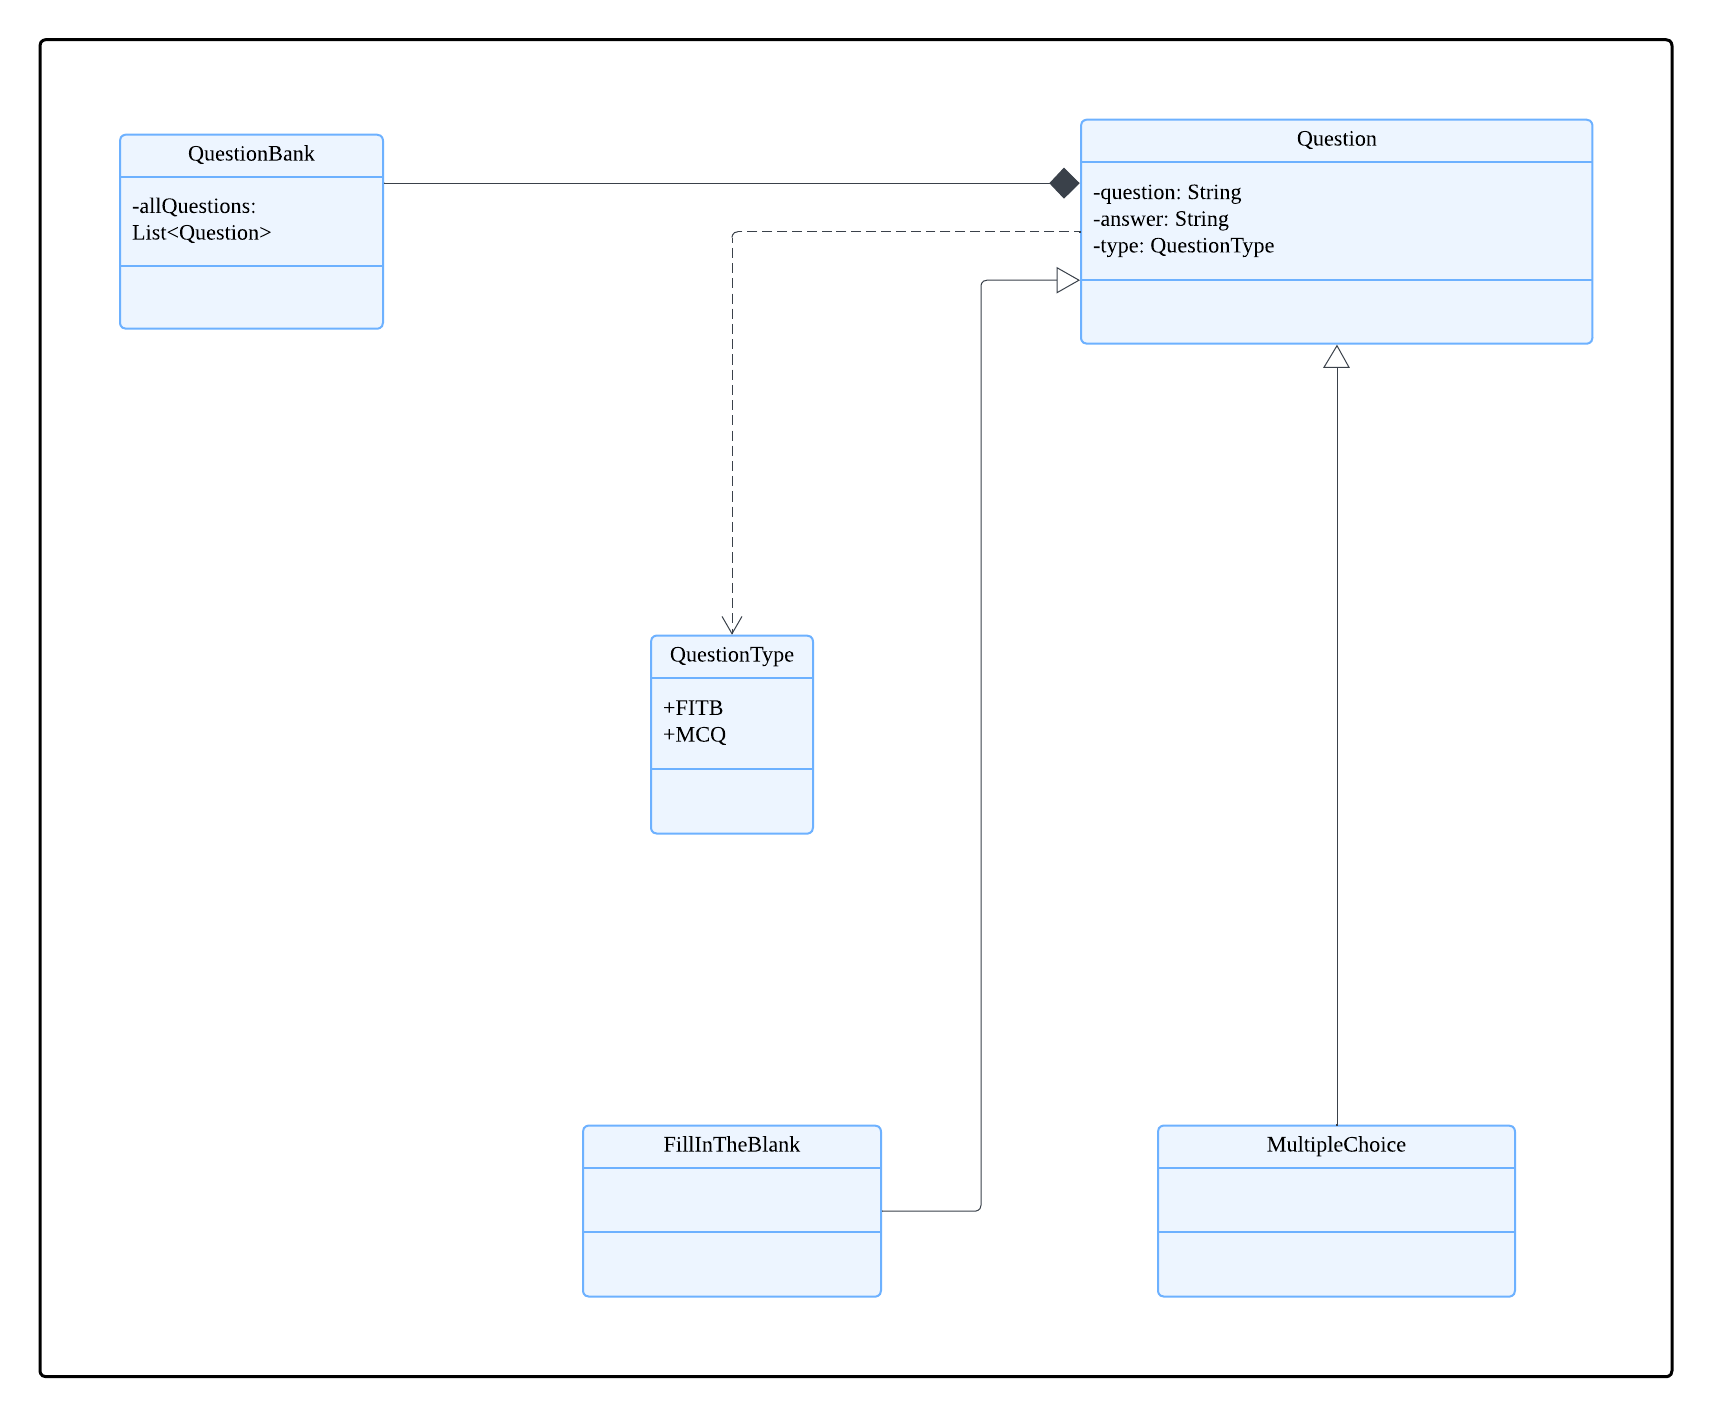 QuestionBank
-allQuestions:
List<Question>
Question
-question: String
-answer: String
-type: QuestionType
QuestionType
+FITB
+MCQ
FillInTheBlank
MultipleChoice